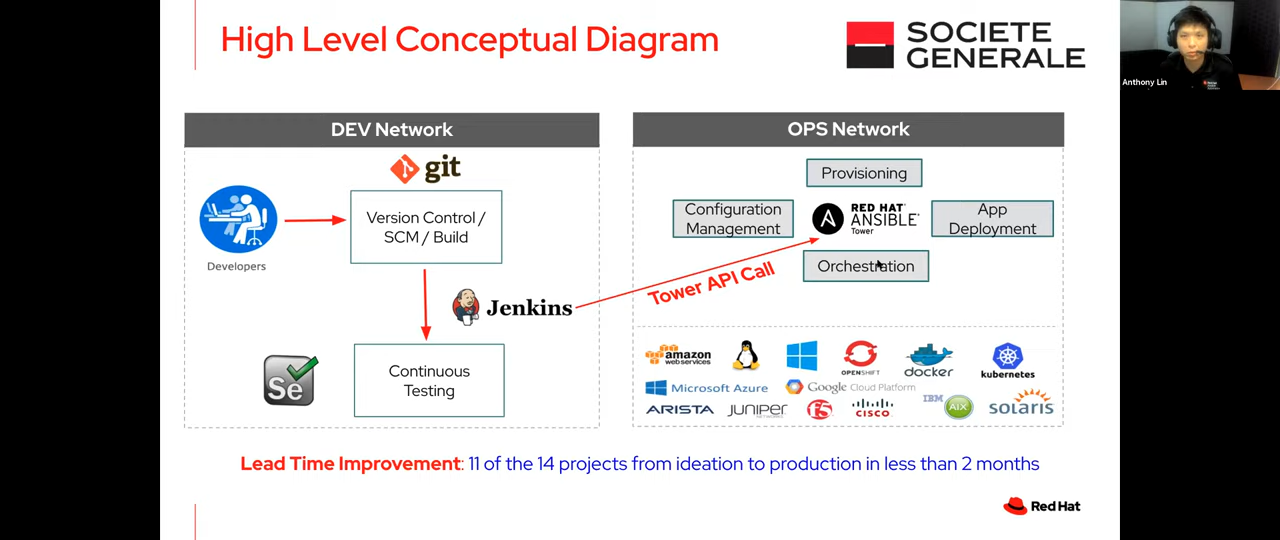 High Level Conceptual Diagram
SOCIETE
GENERALE
Anthony Lin
DEV Network
git
Version Control /
SCM / Build
Developers
Jenkins
Se
Continuous
Testing
OPS Network
Provisioning
Configuration
Management
A
RED HAT
ANSIBLE
Tower
App
Deployment
Orchestration
Tower API Call
amazon
web services
OPENSHIFT
docker
kubernetes
Microsoft Azure
Google Cloud Platform
ARISTA
JUNIPER
NETWORKS
f5
CISCO
IBM
AIX
SOLARIS
Lead Time Improvement: 11 of the 14 projects from ideation to production in less than 2 months
Red Hat